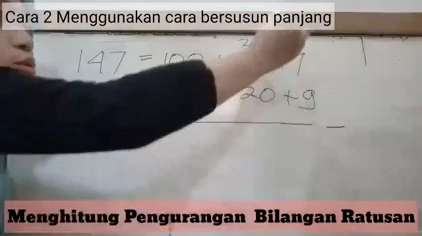 Cara 2 Menggunakan cara bersusun panjang
147 = 100
20 + 9
Menghitung Pengurangan Bilangan Ratusan